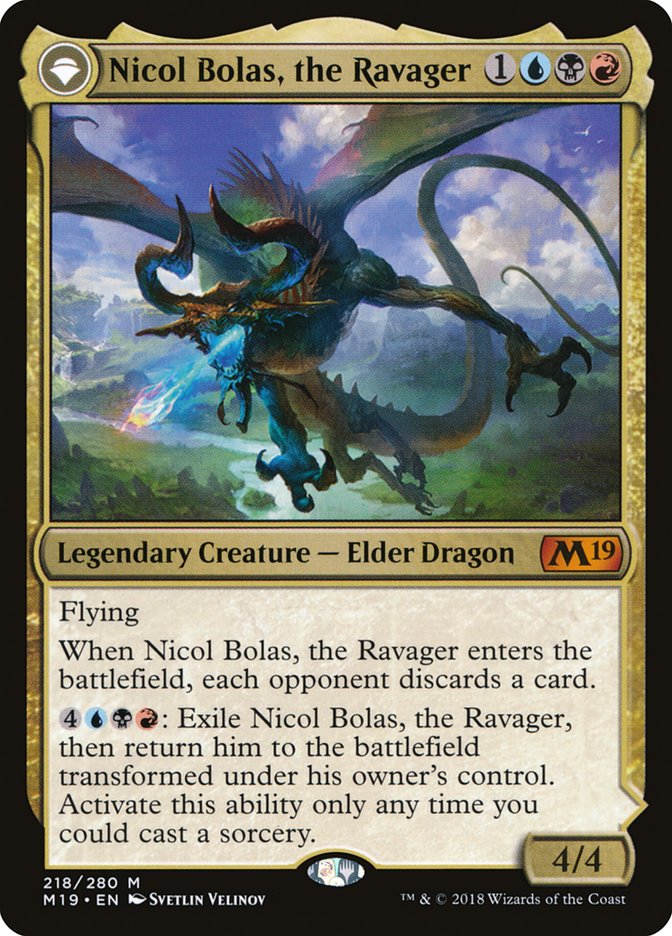 Nicol Bolas, the Ravager 1
Legendary Creature — Elder Dragon M19
Flying
When Nicol Bolas, the Ravager enters the
battlefield, each opponent discards a card.
4: Exile Nicol Bolas, the Ravager,
then return him to the battlefield
transformed under his owner's control.
Activate this ability only any time you
could cast a sorcery.
4/4
218/280 M
M19 • EN Svetlin Velinov
™ & © 2018 Wizards of the Coast